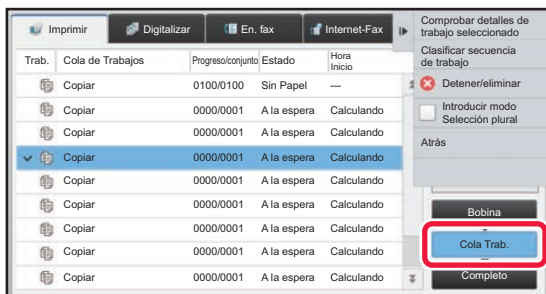 Imprimir
Digitalizar
En. fax
Internet-Fax
Trab.
Cola de Trabajos
Progreso/conjunto
Estado
Hora
Inicio
Copiar 0100/0100 Sin Papel ---
Copiar 0000/0001 A la espera Calculando
Copiar 0000/0001 A la espera Calculando
Copiar 0000/0001 A la espera Calculando
Copiar 0000/0001 A la espera Calculando
Copiar 0000/0001 A la espera Calculando
Copiar 0000/0001 A la espera Calculando
Copiar 0000/0001 A la espera Calculando
Copiar 0000/0001 A la espera Calculando
Comprobar detalles de
trabajo seleccionado
Clasificar secuencia
de trabajo
Detener/eliminar
Introducir modo
Selección plural
Atrás
Bobina
Cola Trab.
Completo